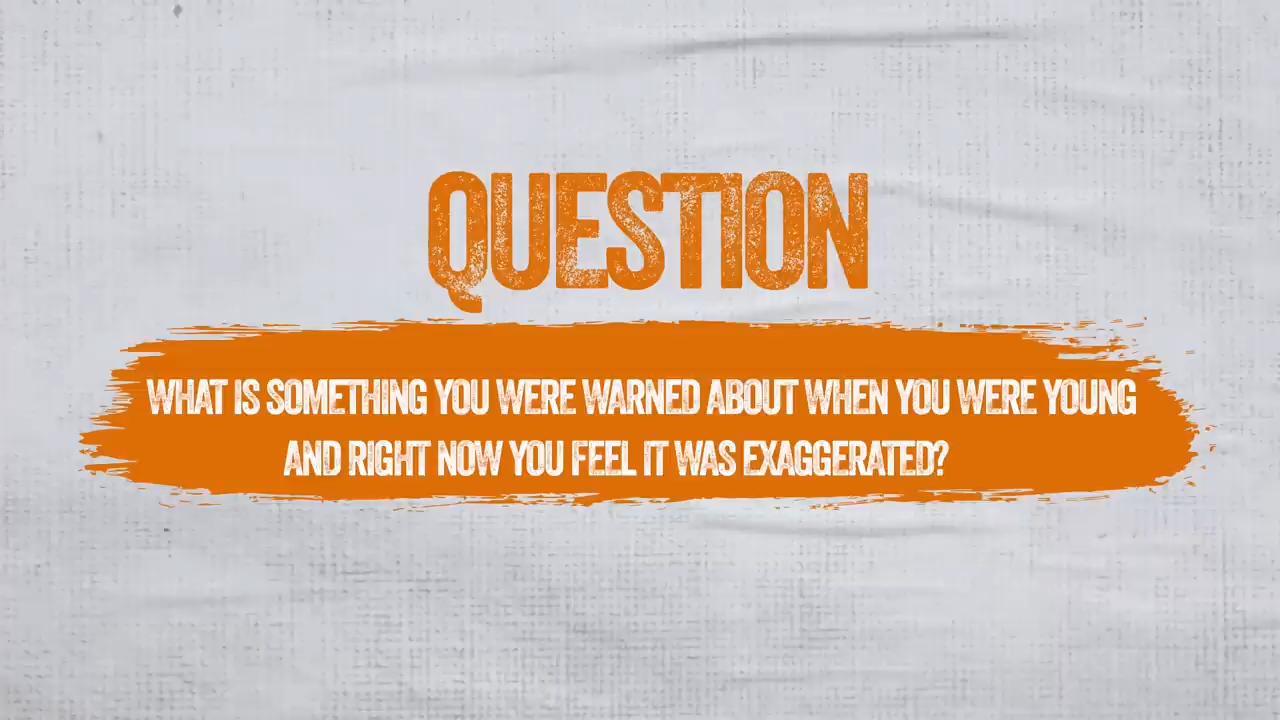 QUESTION
WHAT IS SOMETHING YOU WERE WARNED ABOUT WHEN YOU WERE YOUNG
AND RIGHT NOW YOU FEEL IT WAS EXAGGERATED?